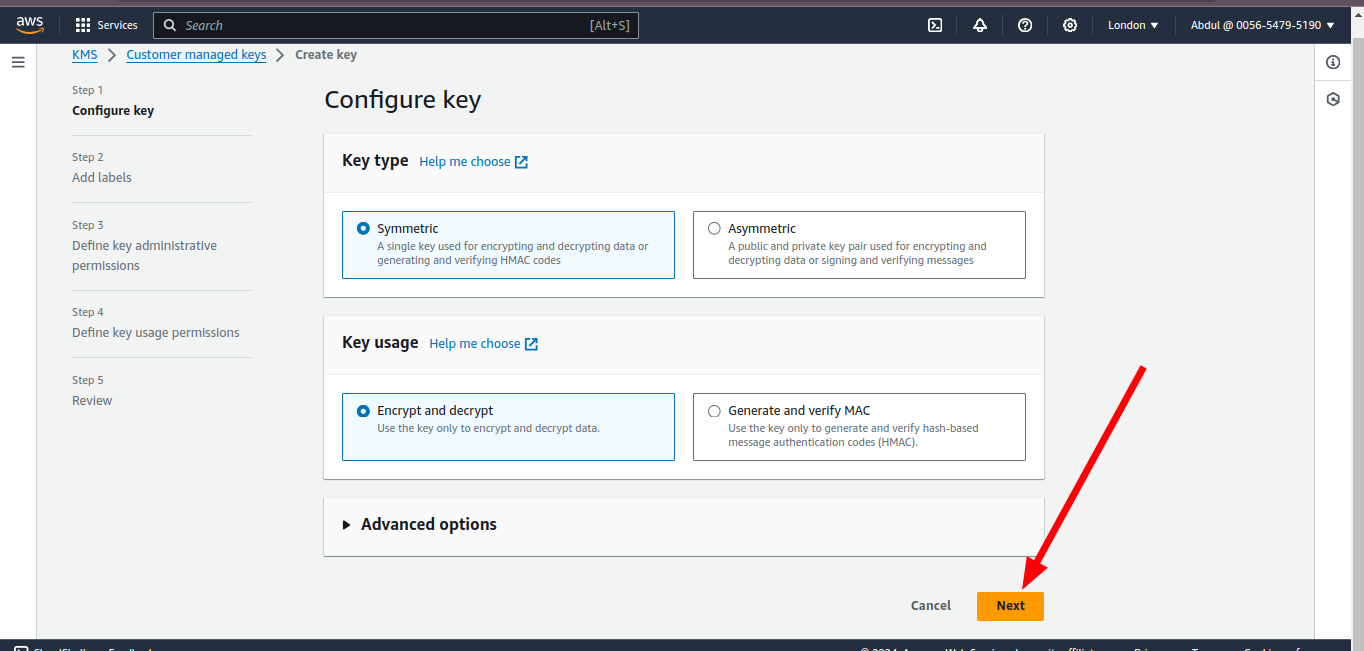 aws
Services
Search
[Alt+S]
London
Abdul @ 0056-5479-5190
KMS
Customer managed keys
Create key
Step 1
Configure key
Step 2
Add labels
Step 3
Define key administrative
permissions
Step 4
Define key usage permissions
Step 5
Review
Configure key
Key type
Help me choose
Symmetric
A single key used for encrypting and decrypting data or
generating and verifying HMAC codes
Asymmetric
A public and private key pair used for encrypting and
decrypting data or signing and verifying messages
Key usage
Help me choose
Encrypt and decrypt
Use the key only to encrypt and decrypt data.
Generate and verify MAC
Use the key only to generate and verify hash-based
message authentication codes (HMAC).
Advanced options
Cancel
Next